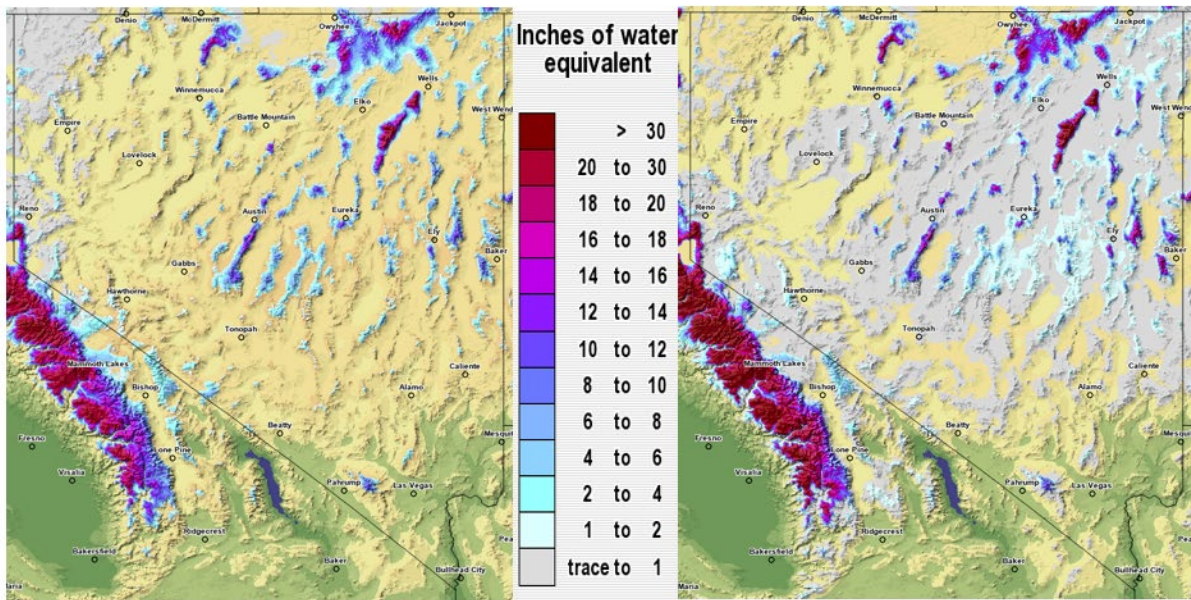 Denio
McDermitt
Owyhee
Jackpot
Wells
Winnemucca
Elko
West Wend
Battle Mountain
Empire
Lovelock
Reno
Austin
Eureka
Ely
Baker
Gabbs
Hawthorne
Tonopah
Mammoth Lakes
Bishop
Caliente
Alamo
Beatty
Fresno
Lone Pine
Mesqui
Visalia
Pahrump
Las Vegas
Ridgecrest
Bakersfield
Baker
Bullhead City
Maria
Pea
Inches of water
equivalent
> 30
20 to 30
18 to 20
16 to 18
14 to 16
12 to 14
10 to 12
8 to 10
6 to 8
4 to 6
2 to 4
1 to 2
trace to 1
Denio
McDermitt
Owyhee
Jackpot
Wells
Winnemucca
Elko
West Wend
Battle Mountain
Empire
Lovelock
Reno
Austin
Eureka
Ely
Baker
Gabbs
Hawthorne
Tonopah
Mammoth Lakes
Bishop
Caliente
Alamo
Beatty
Fresno
Lone Pine
Mesqui
Visalia
Pahrump
Las Vegas
Ridgecrest
Bakersfield
Baker
Bullhead City
Maria
Pea